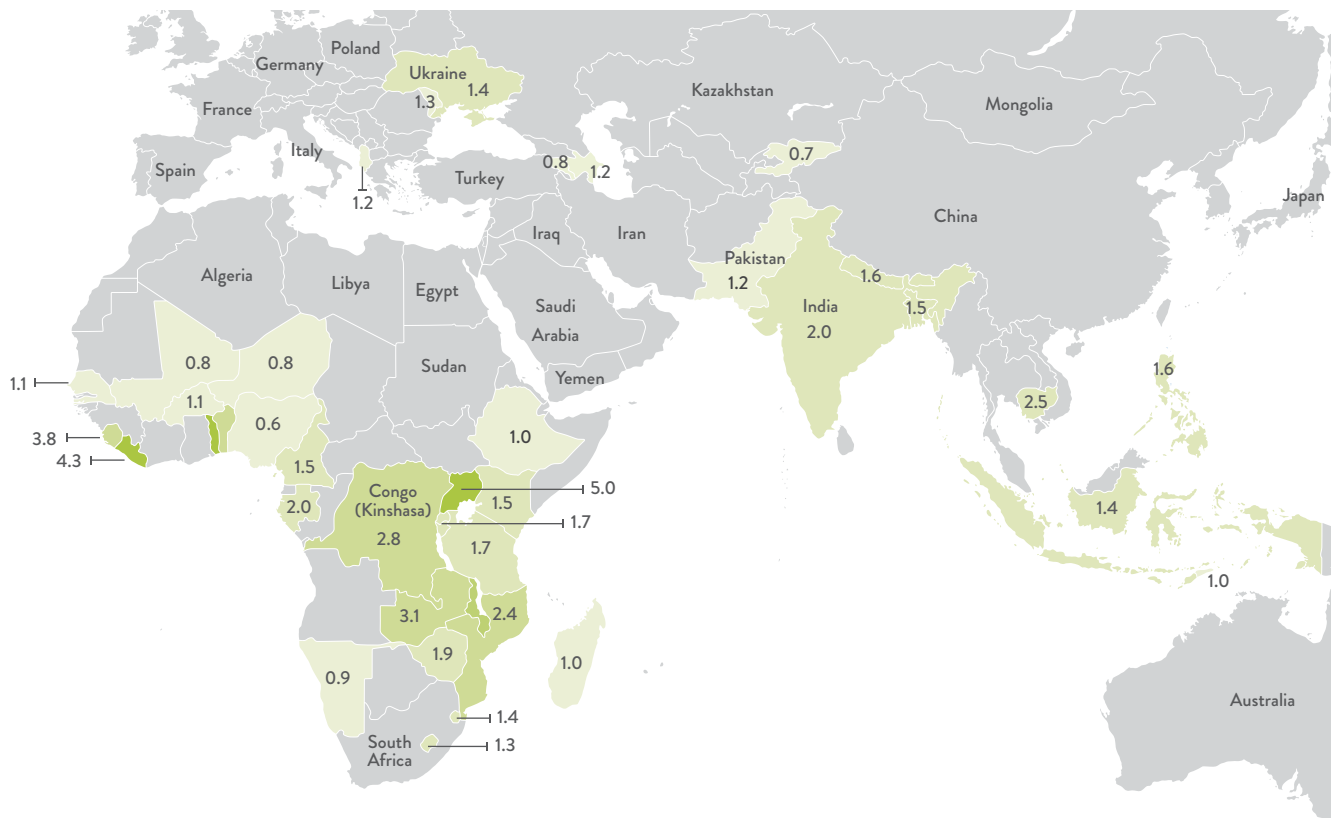 Poland
Germany
Ukraine
1.4
1.3
France
Kazakhstan
Mongolia
Italy
Spain
1.2
Turkey
0.8
1.2
0.7
Japan
China
Iraq
Iran
Pakistan
1.2
Algeria
Libya
Egypt
Saudi
Arabia
India
2.0
1.6
1.5
Sudan
Yemen
0.8
0.8
1.1
1.1
0.6
1.0
1.6
2.5
3.8
4.3
1.5
5.0
1.5
Congo
(Kinshasa)
2.8
2.0
1.7
1.7
1.4
1.0
3.1
2.4
1.9
1.0
0.9
1.4
1.3
South
Africa
Australia